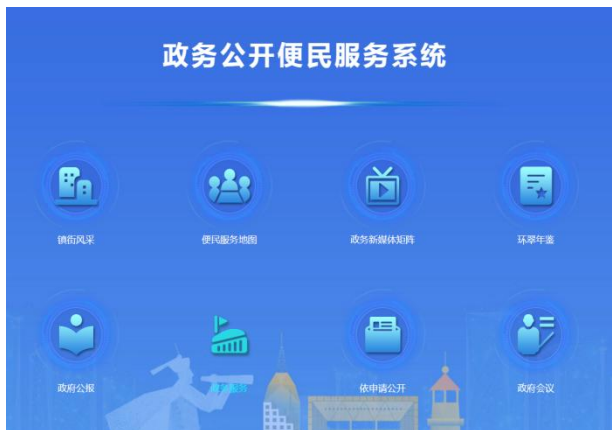 政务公开便民服务系统
镇街风采
便民服务地图
政务新媒体矩阵
环翠年鉴
政府公报
依申请公开
政府会议